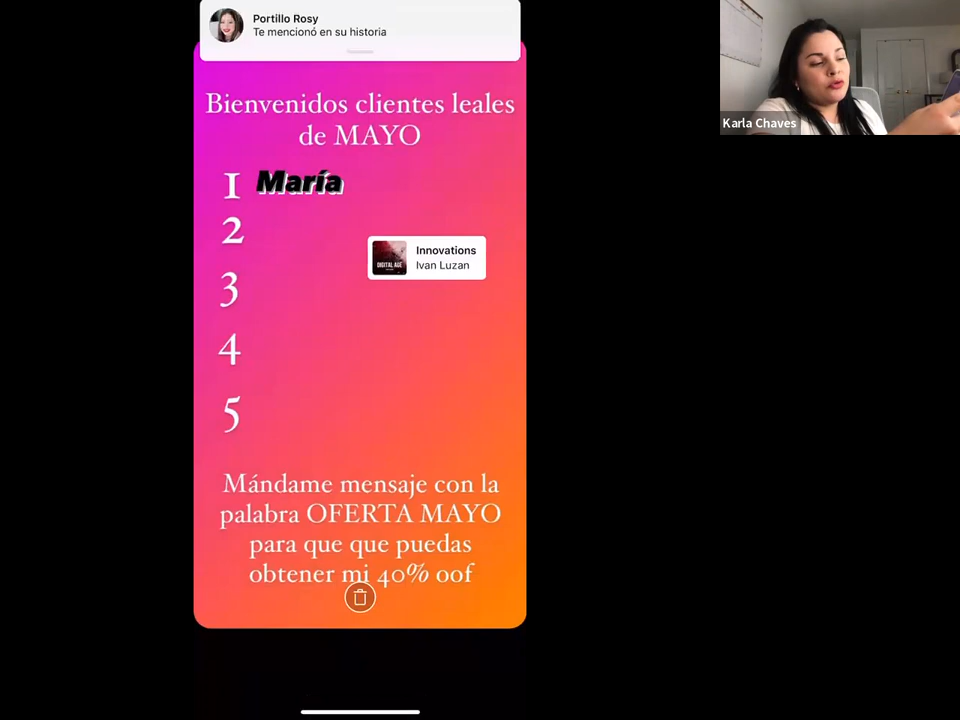 Portillo Rosy
Te mencionó en su historia
Bienvenidos clientes leales
de MAYO
1 María
2
Innovations
DIGITAL AGE
Ivan Luzan
3
4
5
Mándame mensaje con la
palabra OFERTA MAYO
para que que puedas
obtener mi 40% oof
Karla Chaves